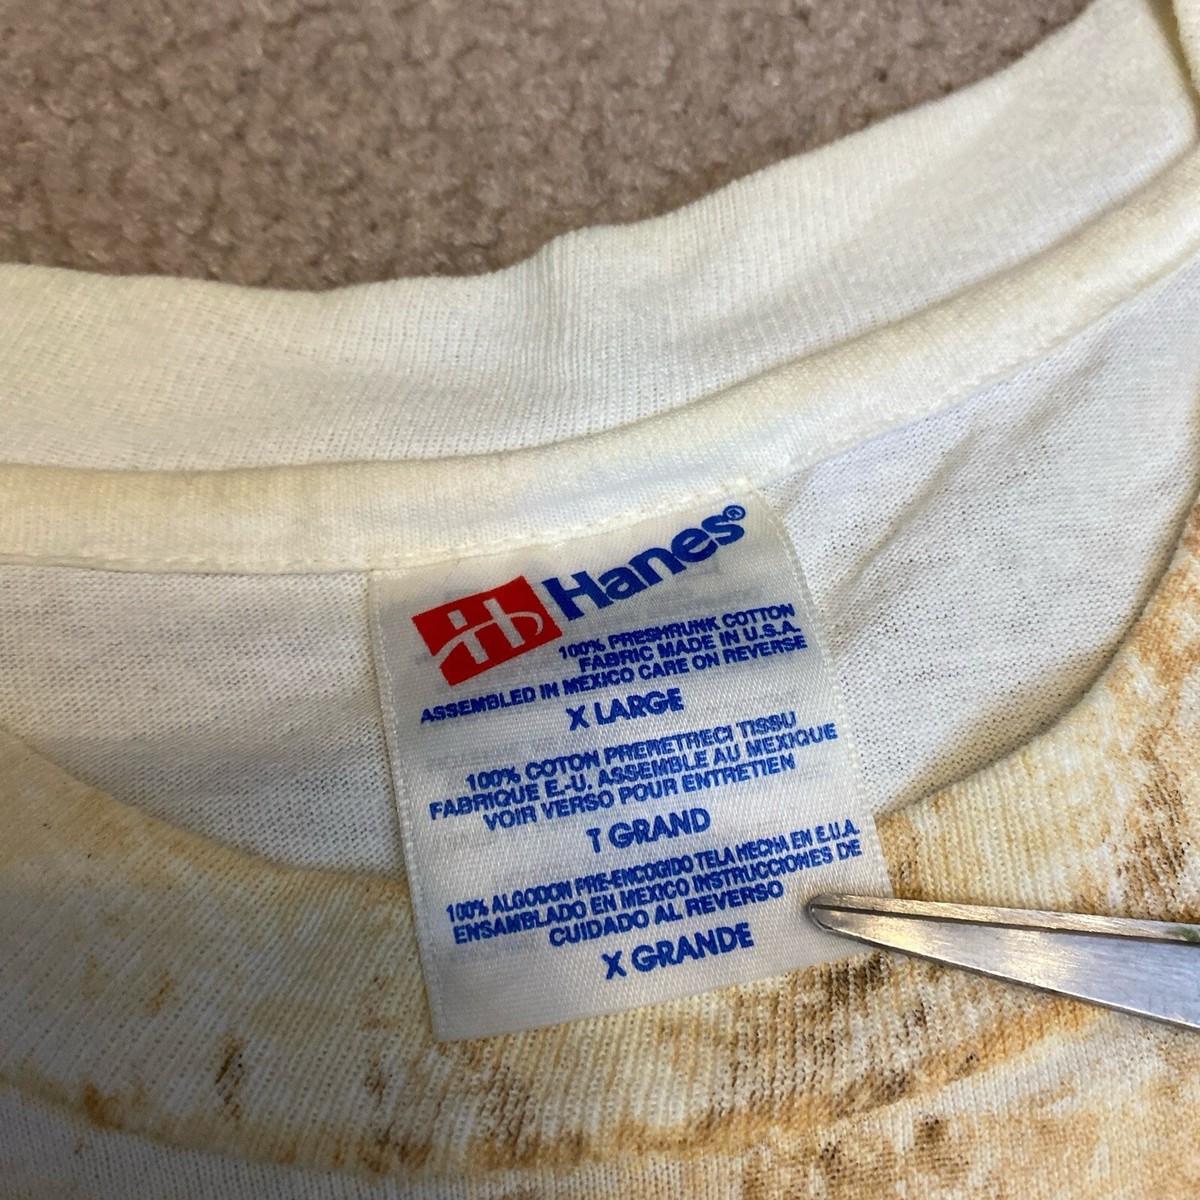 Hanes®
100% PRESHRUNK COTTON
FABRIC MADE IN U.S.A.
ASSEMBLED IN MEXICO CARE ON REVERSE
X LARGE
100% COTON PRERETRECI TISSU
FABRIQUE E.-U. ASSEMBLE AU MEXIQUE
VOIR VERSO POUR ENTRETIEN
T GRAND
100% ALGODON PRE-ENCOGIDO TELA HECHA EN E.U.A.
ENSAMBLADO EN MEXICO INSTRUCCIONES DE
CUIDADO AL REVERSO
X GRANDE